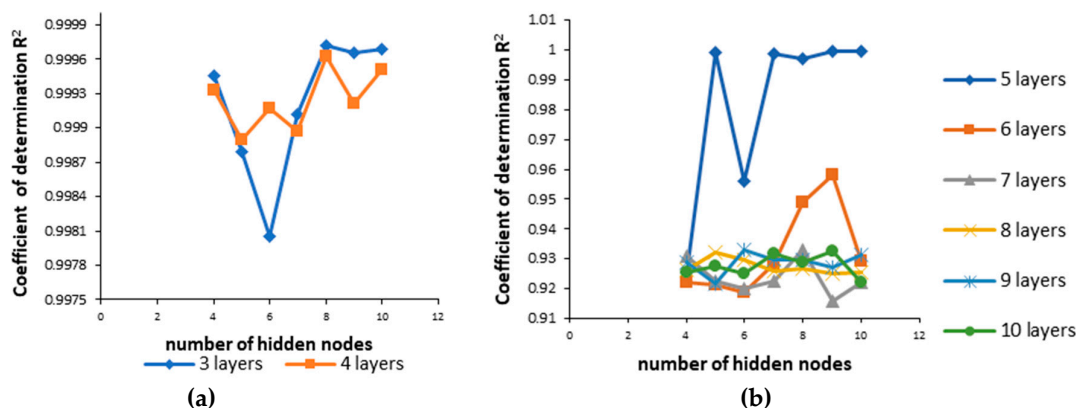 Coefficient of determination R²
0.9999
0.9996
0.9993
0.999
0.9987
0.9984
0.9981
0.9978
0.9975
0 2 4 6 8 10 12
number of hidden nodes
3 layers 4 layers
(a)
Coefficient of determination R²
1.01
1
0.99
0.98
0.97
0.96
0.95
0.94
0.93
0.92
0.91
0 2 4 6 8 10 12
number of hidden nodes
5 layers
6 layers
7 layers
8 layers
9 layers
10 layers
(b)